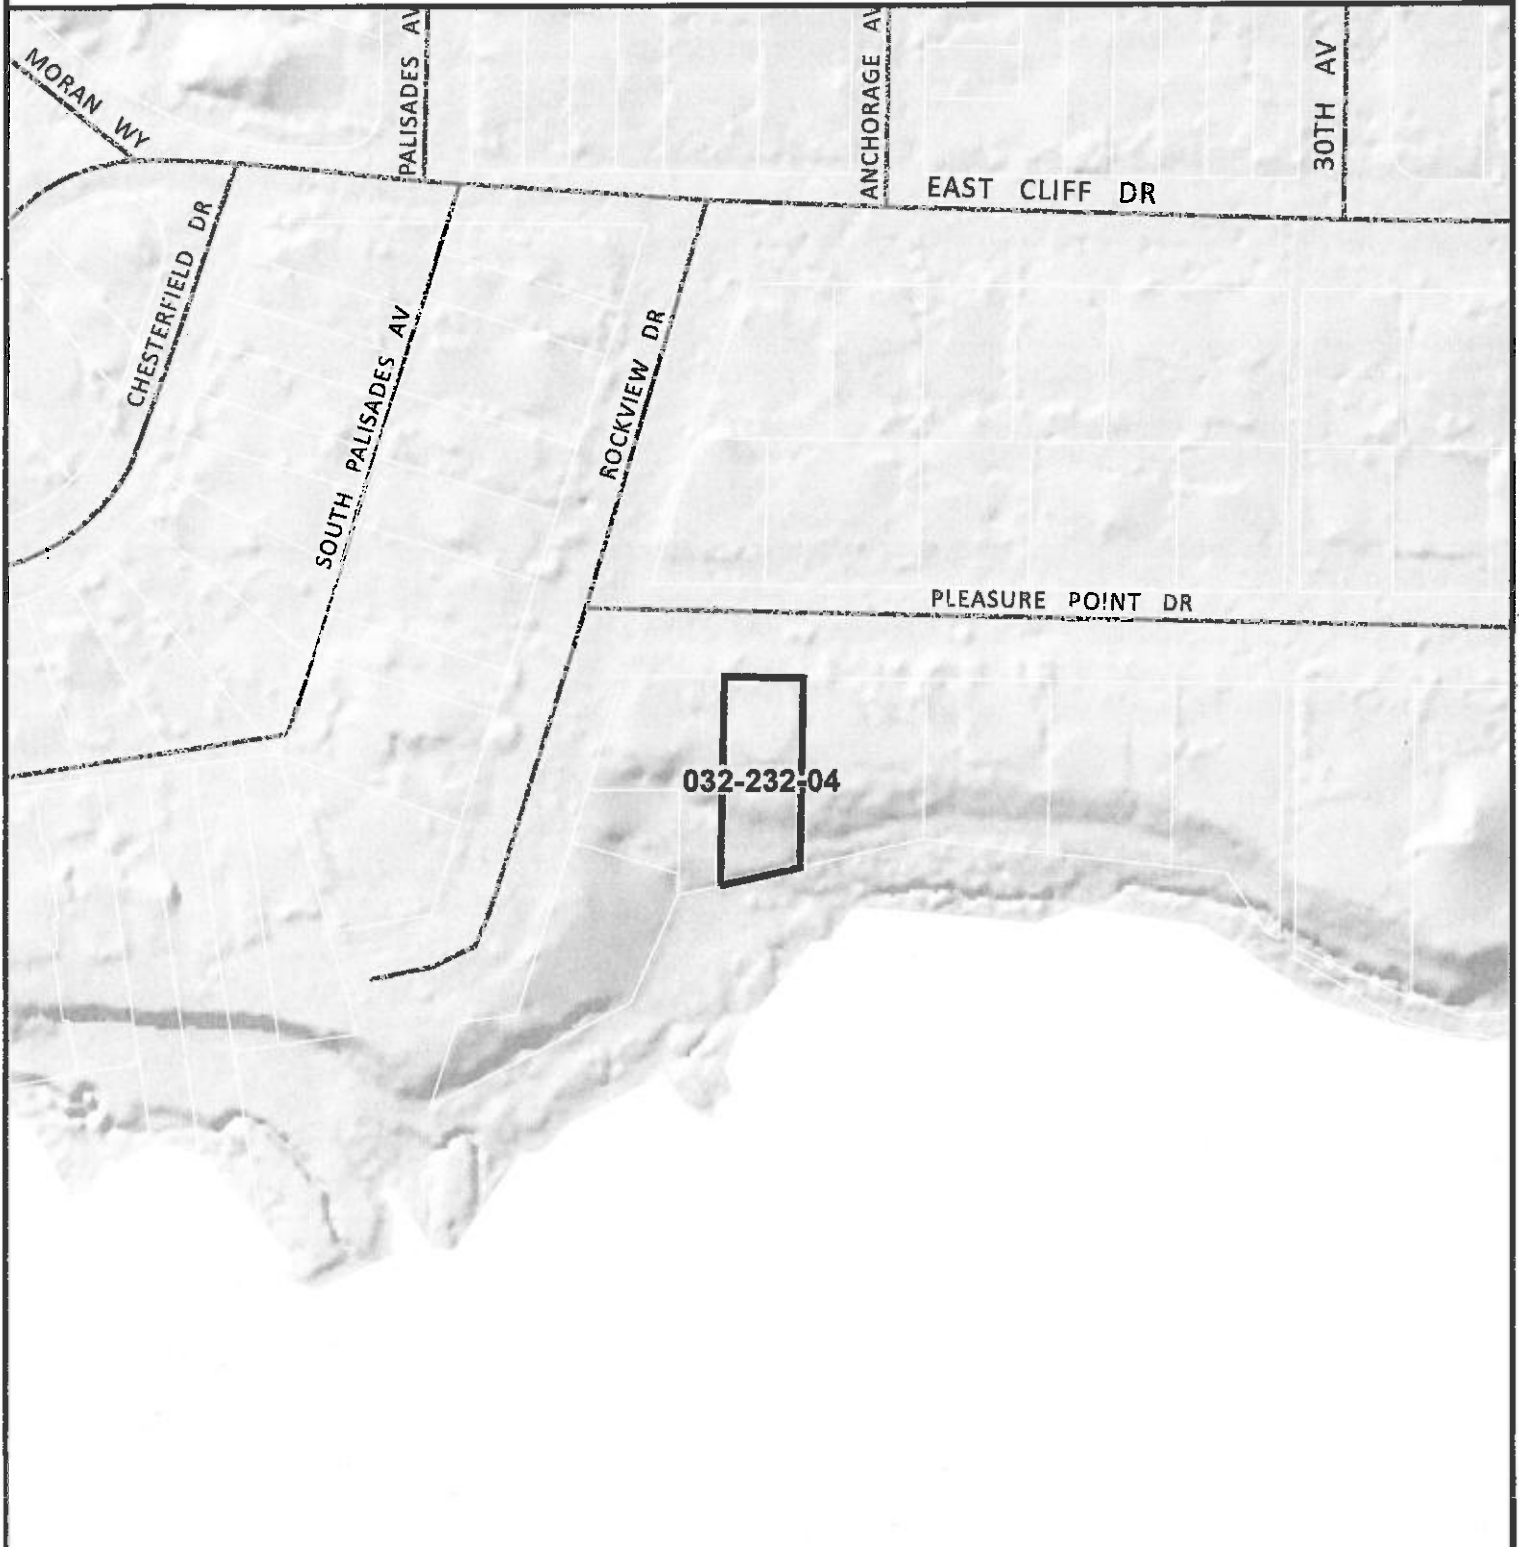 MORAN WY
PALISADES AV
ANCHORAGE AV
30TH AV
EAST CLIFF DR
CHESTERFIELD DR
SOUTH PALISADES AV
ROCKVIEW DR
PLEASURE POINT DR
032-232-04